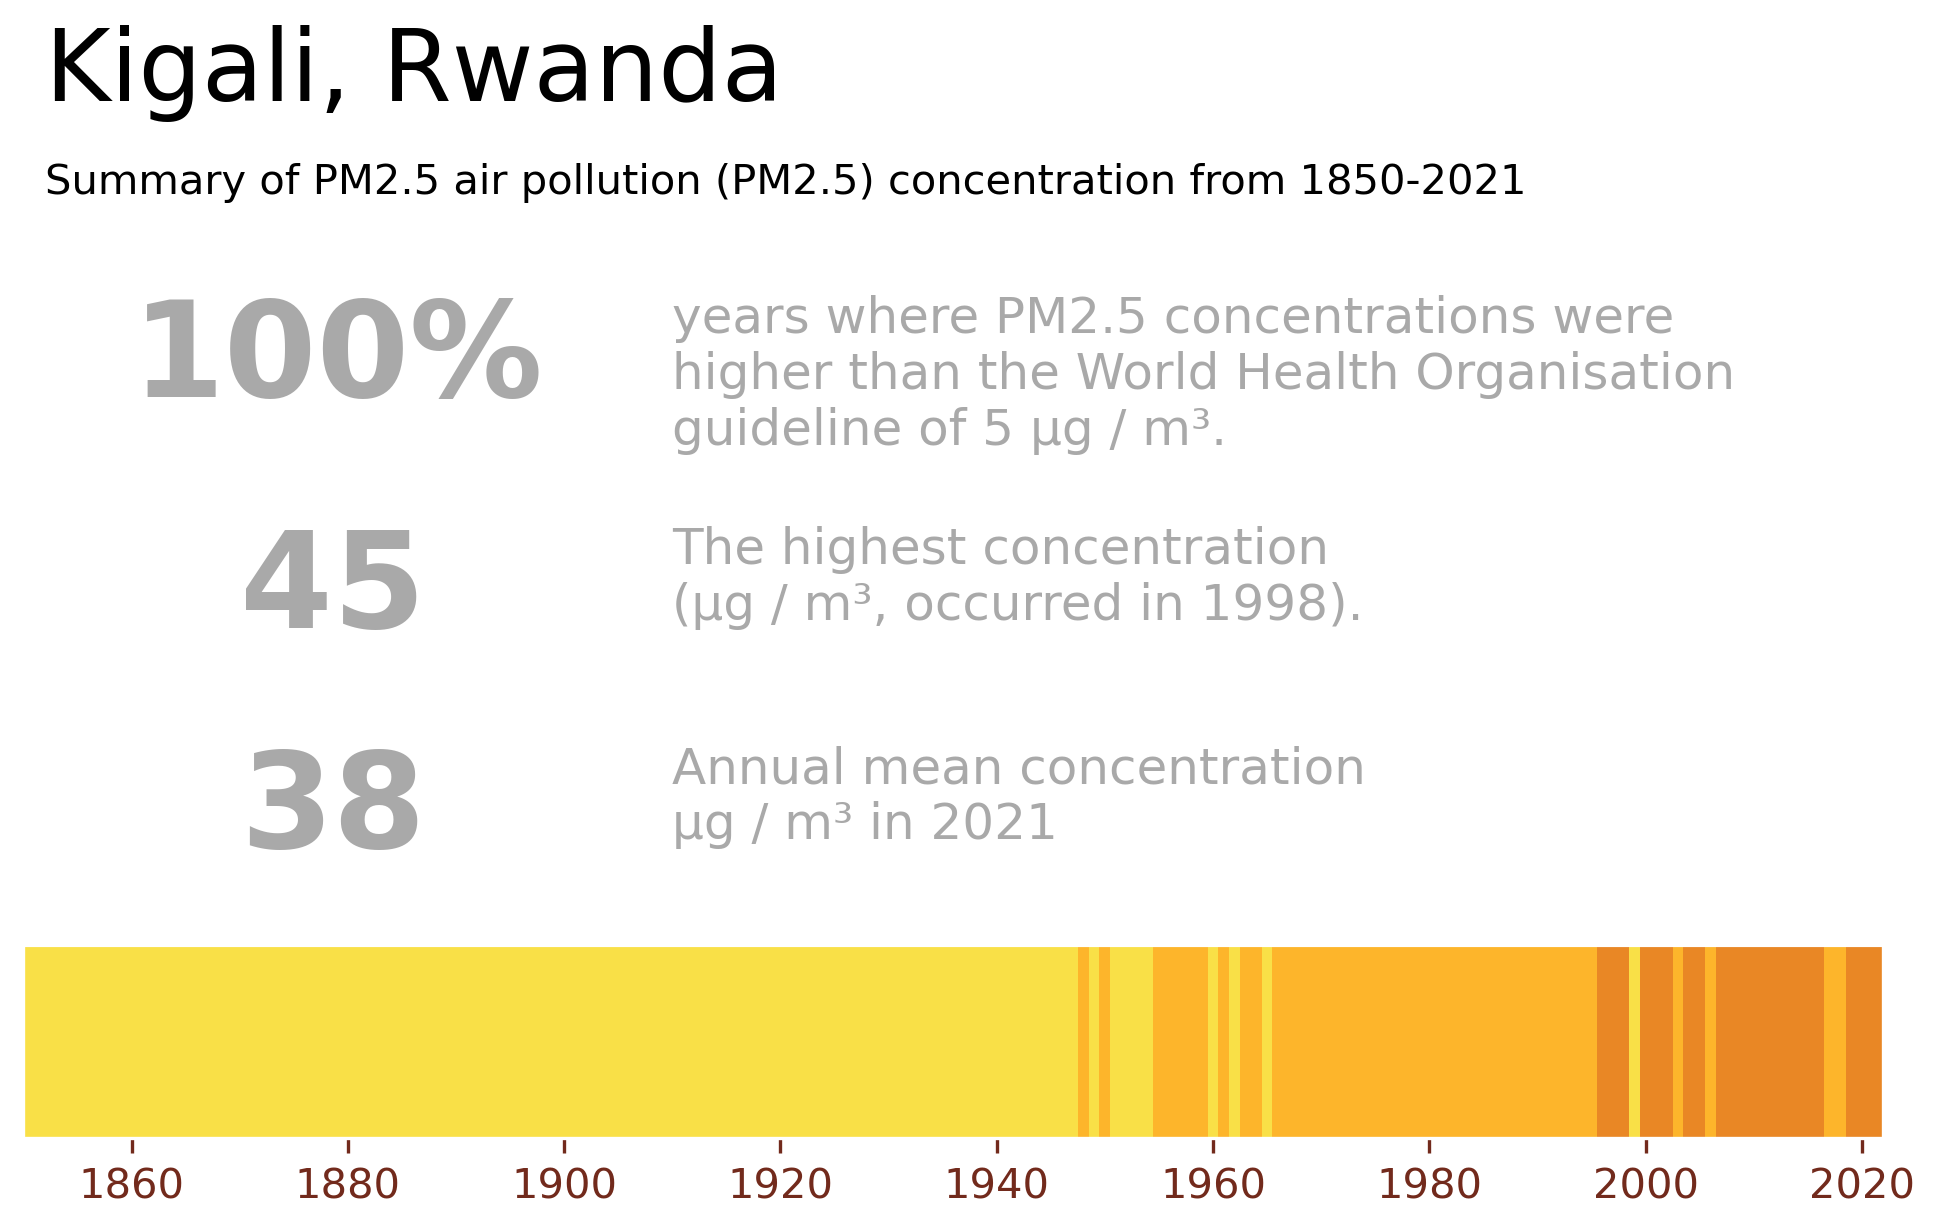 Kigali, Rwanda
Summary of PM2.5 air pollution (PM2.5) concentration from 1850-2021
100%
years where PM2.5 concentrations were
higher than the World Health Organisation
guideline of 5 µg / m³.
45
The highest concentration
(µg / m³, occurred in 1998).
38
Annual mean concentration
µg / m³ in 2021
1860 1880 1900 1920 1940 1960 1980 2000 2020